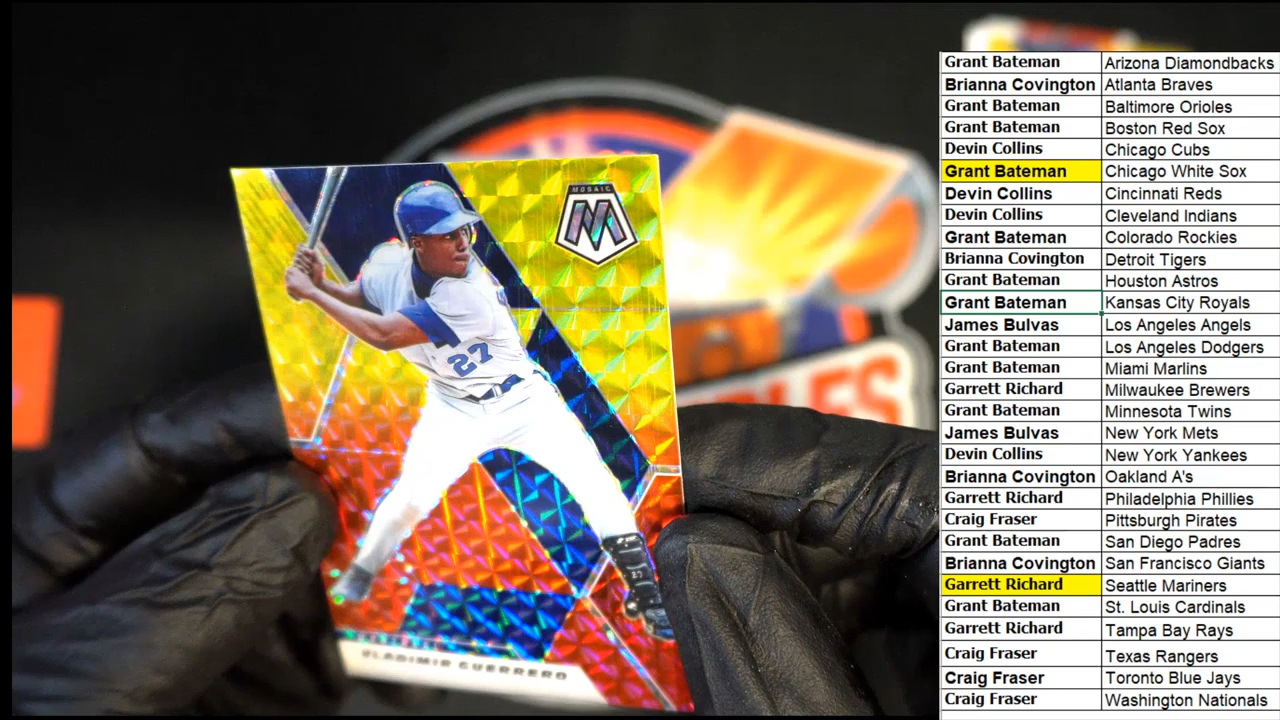 MOSAIC
M
27
27
VLADIMIR GUERRERO
Grant Bateman Arizona Diamondbacks
Brianna Covington Atlanta Braves
Grant Bateman Baltimore Orioles
Grant Bateman Boston Red Sox
Devin Collins Chicago Cubs
Grant Bateman Chicago White Sox
Devin Collins Cincinnati Reds
Devin Collins Cleveland Indians
Grant Bateman Colorado Rockies
Brianna Covington Detroit Tigers
Grant Bateman Houston Astros
Grant Bateman Kansas City Royals
James Bulvas Los Angeles Angels
Grant Bateman Los Angeles Dodgers
Grant Bateman Miami Marlins
Garrett Richard Milwaukee Brewers
Grant Bateman Minnesota Twins
James Bulvas New York Mets
Devin Collins New York Yankees
Brianna Covington Oakland A's
Garrett Richard Philadelphia Phillies
Craig Fraser Pittsburgh Pirates
Grant Bateman San Diego Padres
Brianna Covington San Francisco Giants
Garrett Richard Seattle Mariners
Grant Bateman St. Louis Cardinals
Garrett Richard Tampa Bay Rays
Craig Fraser Texas Rangers
Craig Fraser Toronto Blue Jays
Craig Fraser Washington Nationals